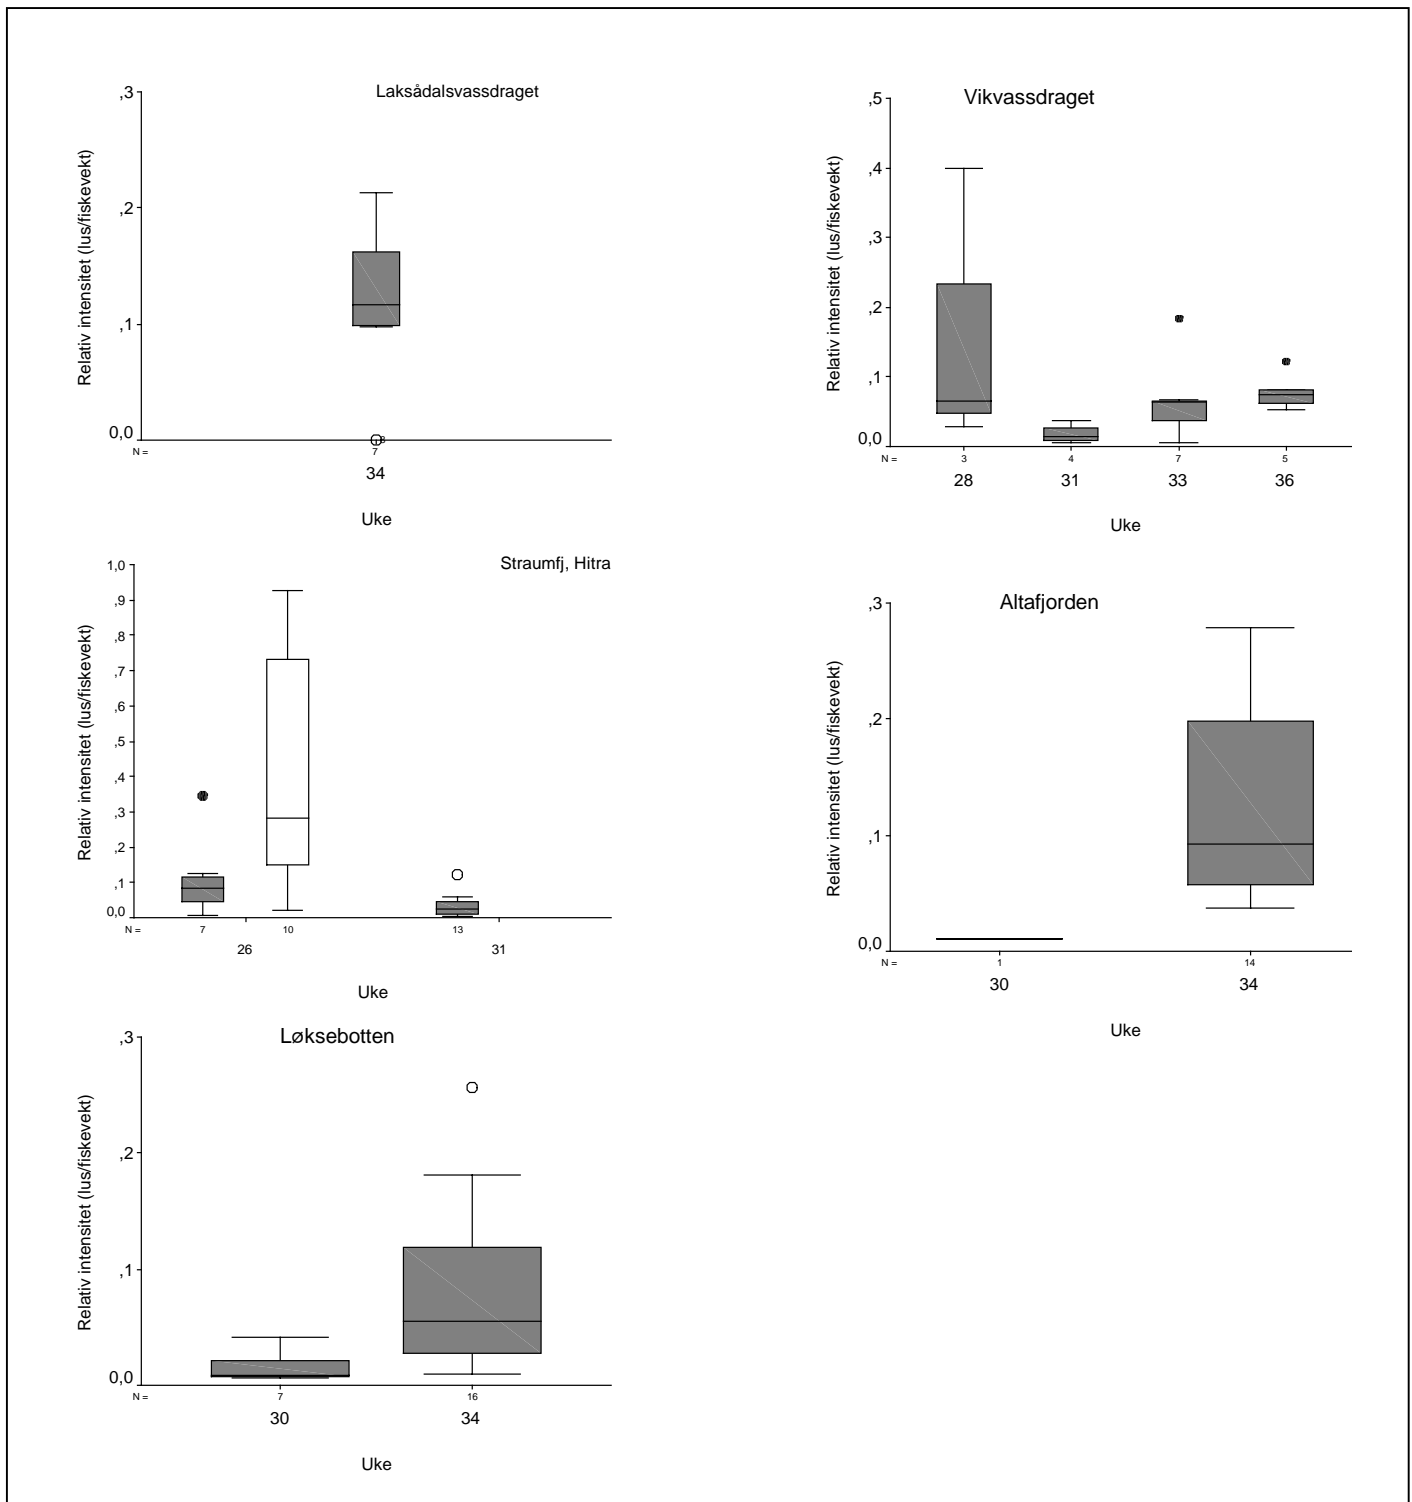 Laksådalsvassdraget
Relativ intensitet (lus/fiskevekt)
,3
,2
,1
0,0
8
N =
7
34
Uke
Vikvassdraget
Relativ intensitet (lus/fiskevekt)
,5
,4
,3
,2
,1
0,0
N = 3 4 7 5
28 31 33 36
Uke
Straumfj, Hitra
Relativ intensitet (lus/fiskevekt)
1,0
,9
,8
,7
,6
,5
,4
,3
,2
,1
0,0
N = 7 10 13
26 31
Uke
Altafjorden
Relativ intensitet (lus/fiskevekt)
,3
,2
,1
0,0
N = 1 14
30 34
Uke
Løksebotten
Relativ intensitet (lus/fiskevekt)
,3
,2
,1
0,0
N = 7 16
30 34
Uke